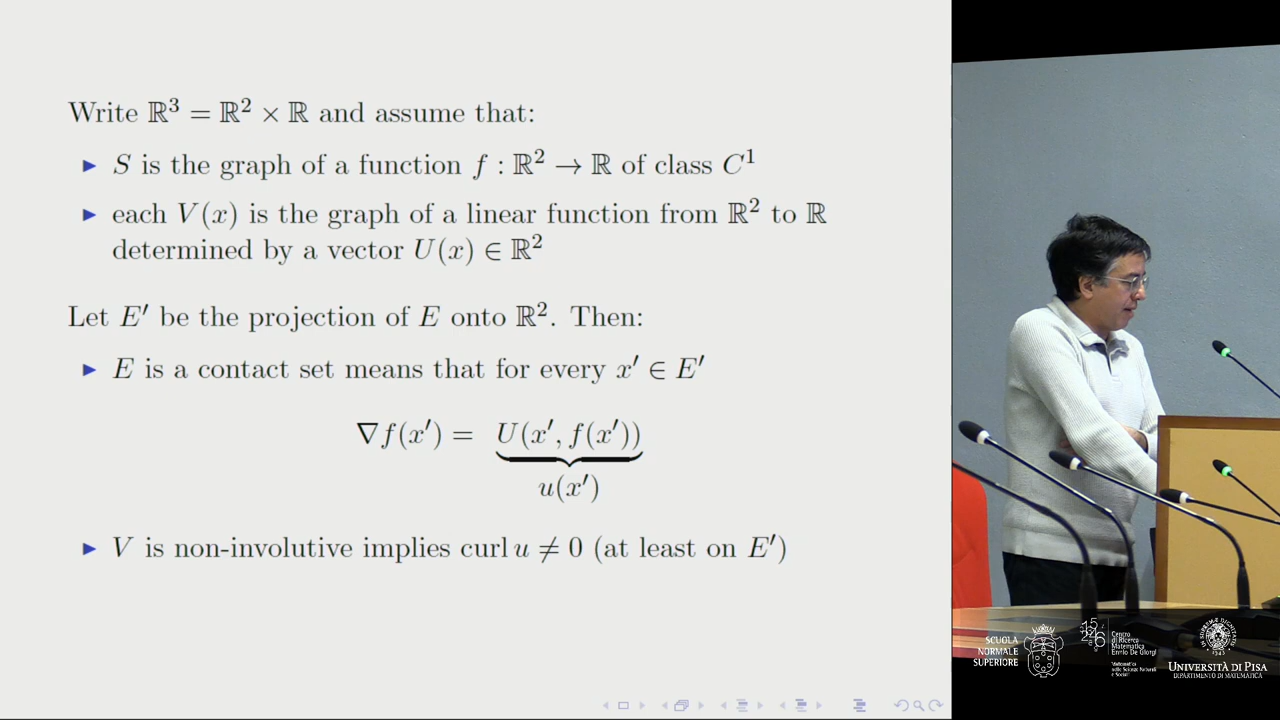 Write ℝ³ = ℝ² × ℝ and assume that:
▶ S is the graph of a function f : ℝ² → ℝ of class C¹
▶ each V(x) is the graph of a linear function from ℝ² to ℝ
determined by a vector U(x) ∈ ℝ²
Let E′ be the projection of E onto ℝ². Then:
▶ E is a contact set means that for every x′ ∈ E′
∇f(x′) = U(x′, f(x′))
u(x′)
▶ V is non-involutive implies curl u ≠ 0 (at least on E′)
SCUOLA
NORMALE
SUPERIORE
Centro
di Ricerca
Matematica
Ennio De Giorgi
UNIVERSITÀ DI PISA
DIPARTIMENTO DI MATEMATICA